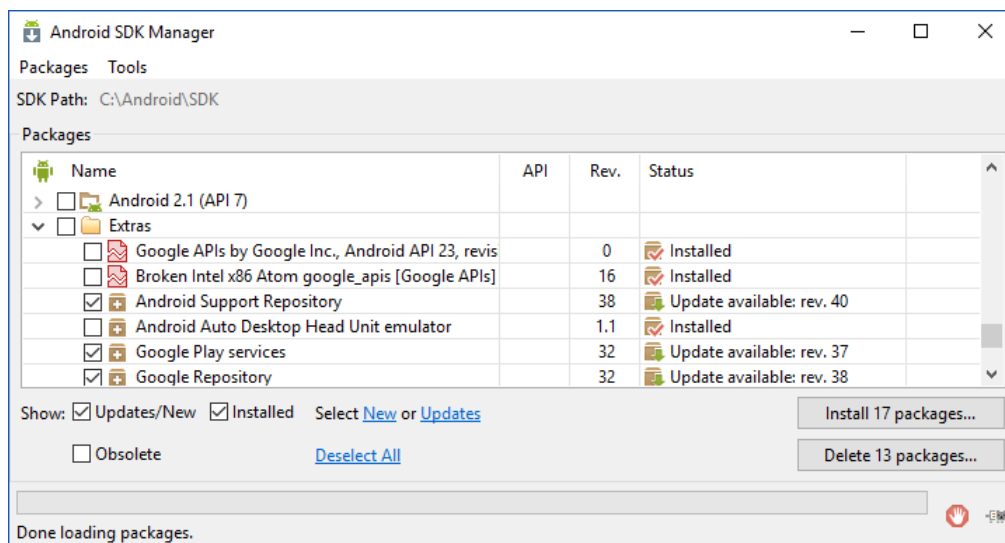 Android SDK Manager
Packages Tools
SDK Path: C:\Android\SDK
Packages
Name API Rev. Status
Android 2.1 (API 7)
Extras
Google APIs by Google Inc., Android API 23, revis 0 Installed
Broken Intel x86 Atom google_apis [Google APIs] 16 Installed
Android Support Repository 38 Update available: rev. 40
Android Auto Desktop Head Unit emulator 1.1 Installed
Google Play services 32 Update available: rev. 37
Google Repository 32 Update available: rev. 38
Show: Updates/New Installed Select New or Updates Install 17 packages...
Obsolete Deselect All Delete 13 packages...
Done loading packages.